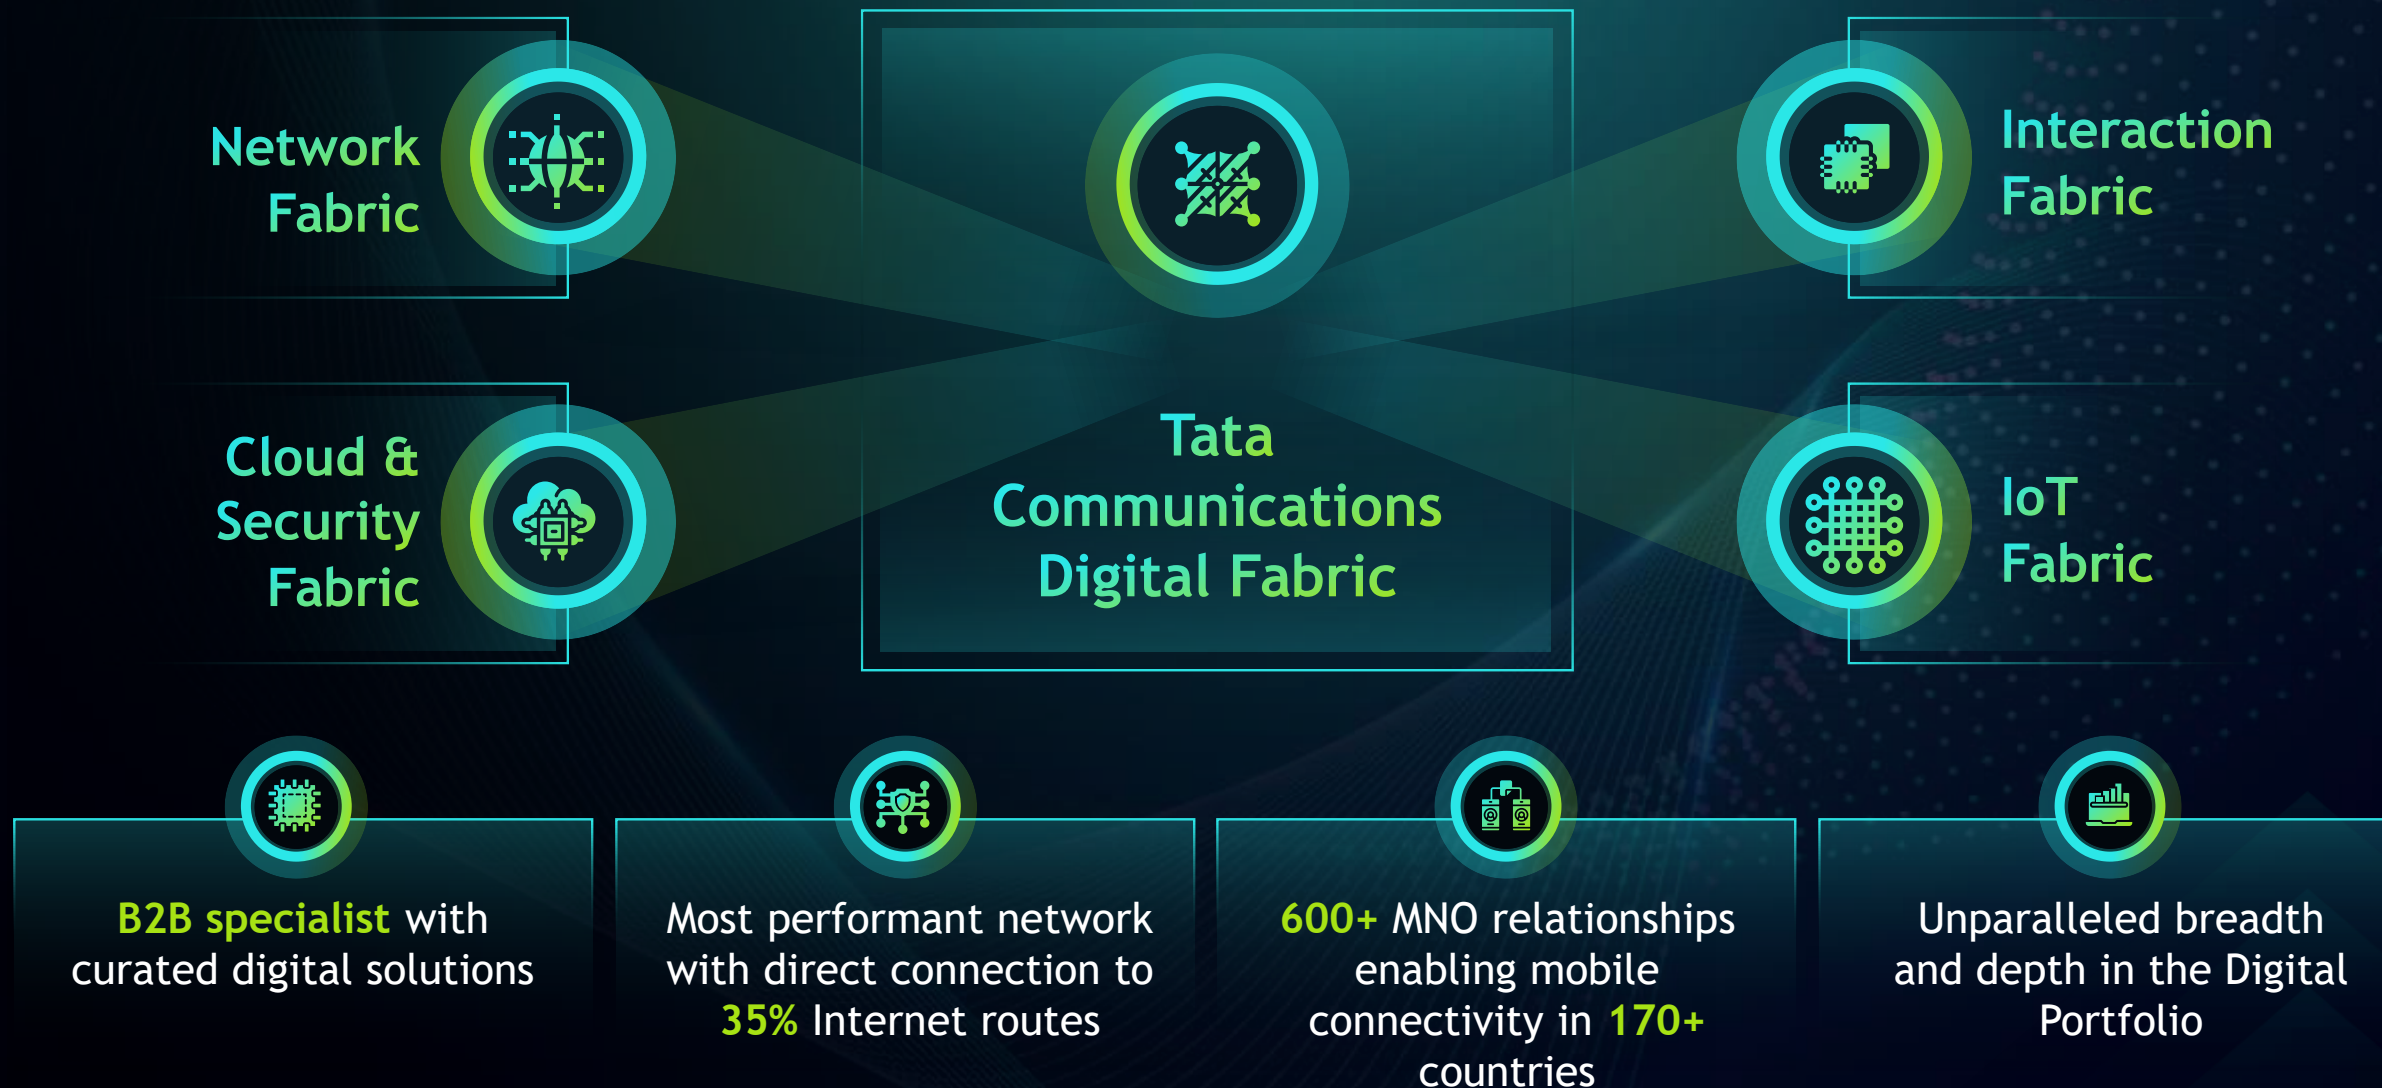 Network
Fabric
Cloud &
Security
Fabric
Tata
Communications
Digital Fabric
Interaction
Fabric
IoT
Fabric
B2B specialist with
curated digital solutions
Most performant network
with direct connection to
35% Internet routes
600+ MNO relationships
enabling mobile
connectivity in 170+
countries
Unparalleled breadth
and depth in the Digital
Portfolio